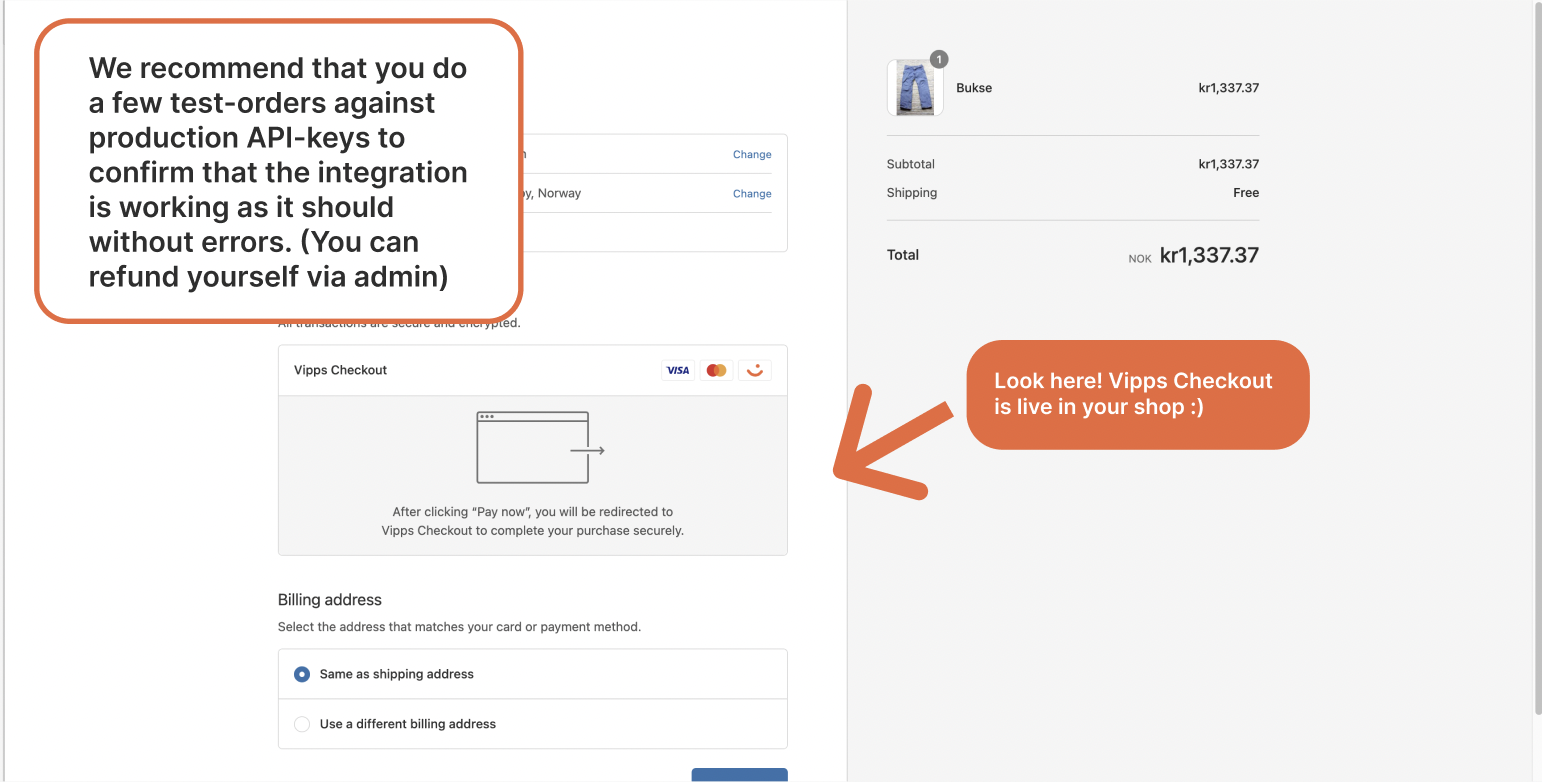 We recommend that you do
a few test-orders against
production API-keys to
confirm that the integration
is working as it should
without errors. (You can
refund yourself via admin)
Change
Norway
Change
All transactions are secure and encrypted.
Vipps Checkout
VISA
After clicking “Pay now”, you will be redirected to
Vipps Checkout to complete your purchase securely.
Billing address
Select the address that matches your card or payment method.
Same as shipping address
Use a different billing address
1
Bukse kr1,337.37
Subtotal kr1,337.37
Shipping Free
Total NOK kr1,337.37
Look here! Vipps Checkout
is live in your shop :)